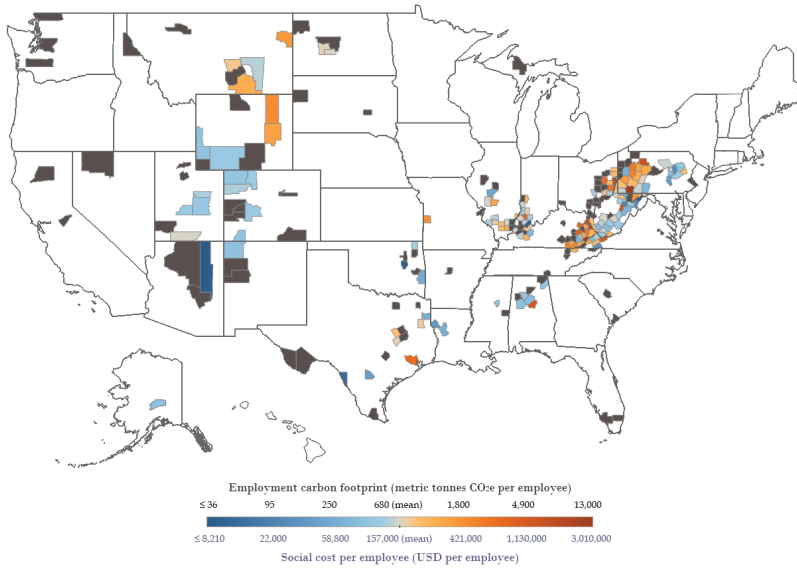 Employment carbon footprint (metric tonnes CO₂e per employee)
≤ 36 95 250 680 (mean) 1,800 4,900 13,000
≤ 8,210 22,000 58,800 157,000 (mean) 421,000 1,130,000 3,010,000
Social cost per employee (USD per employee)